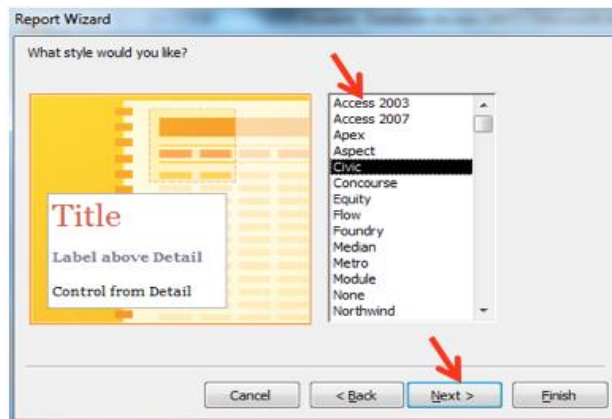 Report Wizard
What style would you like?
Title
Label above Detail
Control from Detail
Access 2003
Access 2007
Apex
Aspect
Civic
Concourse
Equity
Flow
Foundry
Median
Metro
Module
None
Northwind
Cancel
< Back
Next >
Finish